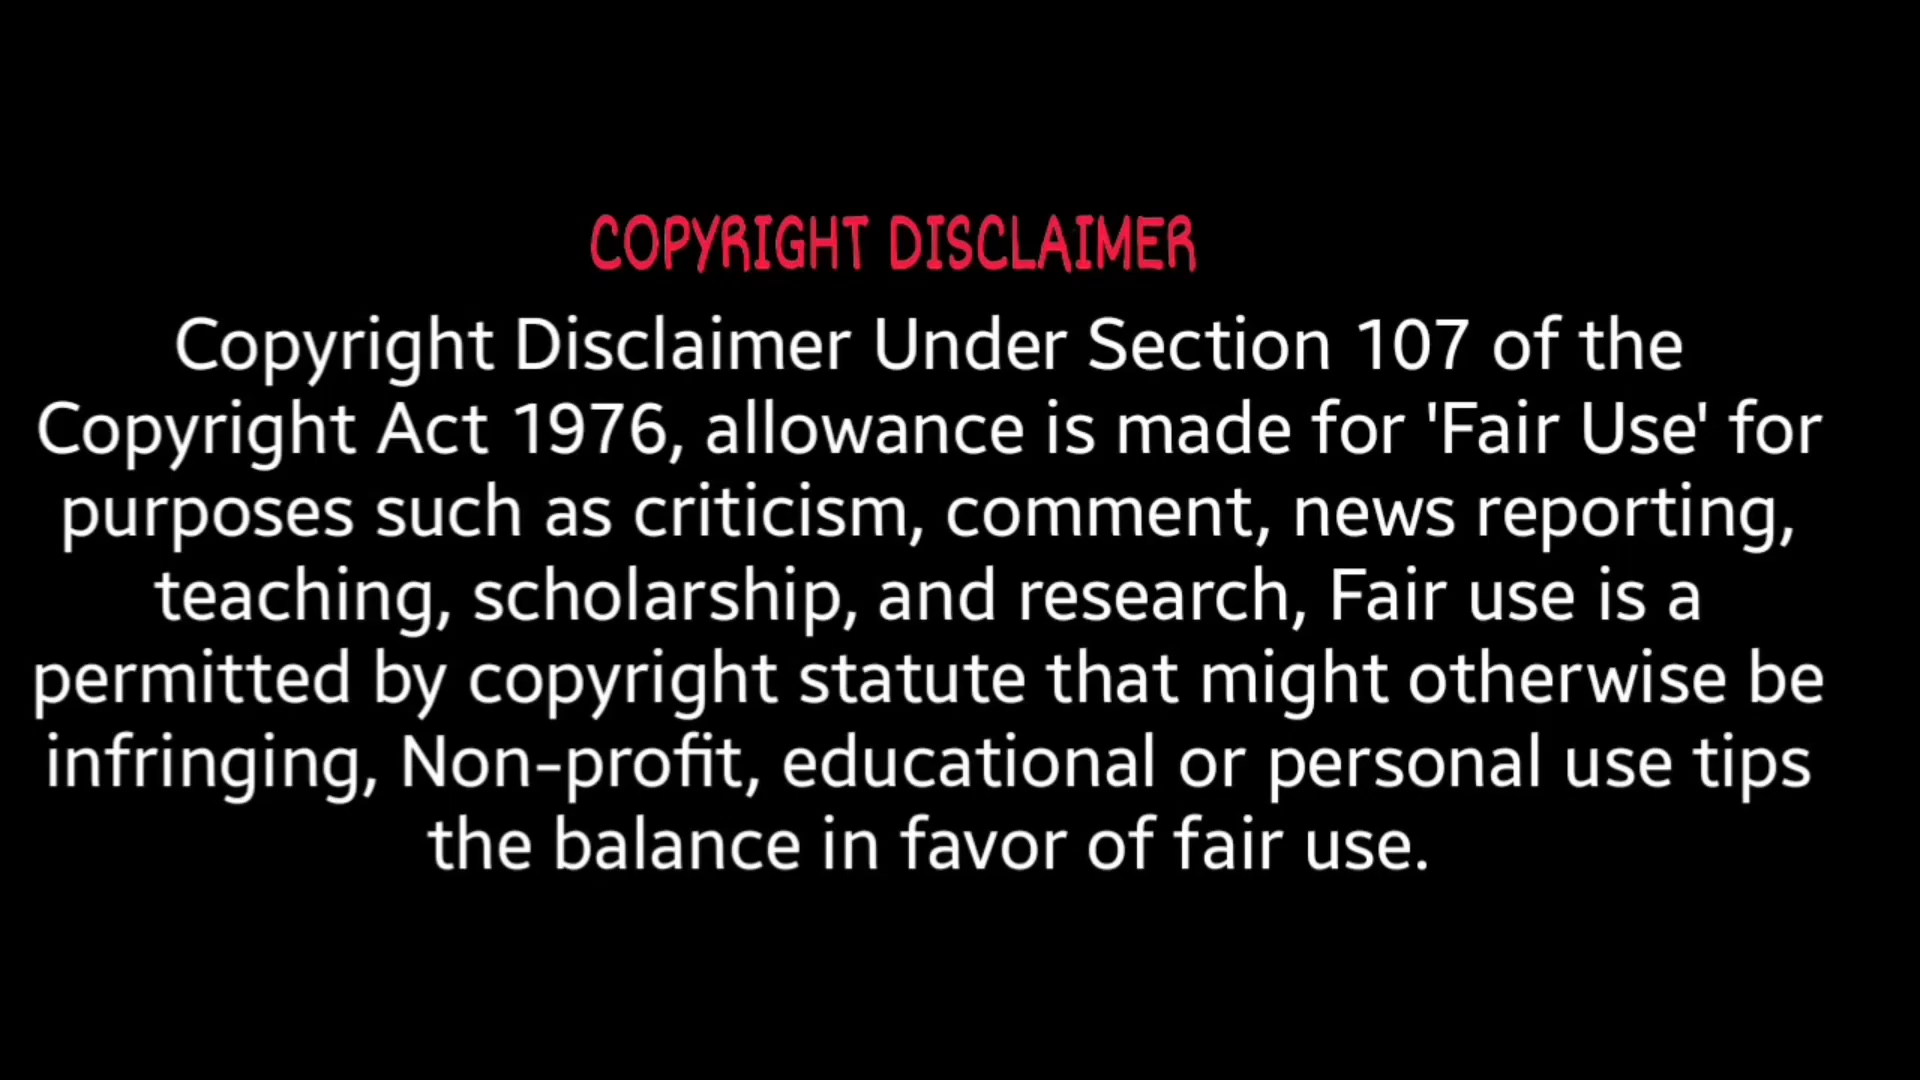 COPYRIGHT DISCLAIMER
Copyright Disclaimer Under Section 107 of the
Copyright Act 1976, allowance is made for 'Fair Use' for
purposes such as criticism, comment, news reporting,
teaching, scholarship, and research, Fair use is a
permitted by copyright statute that might otherwise be
infringing, Non-profit, educational or personal use tips
the balance in favor of fair use.